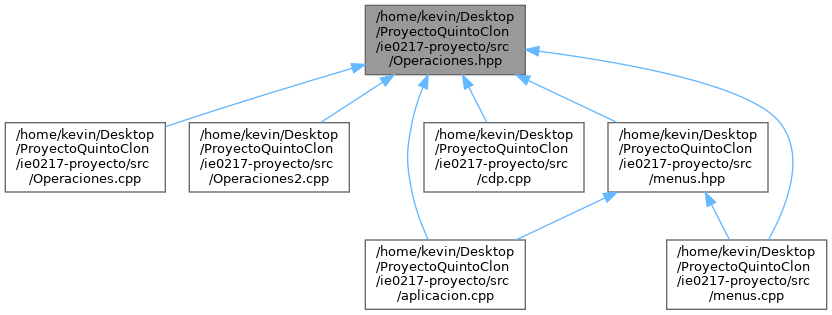 /home/kevin/Desktop
/ProyectoQuintoClon
/ie0217-proyecto/src
/Operaciones.hpp
/home/kevin/Desktop
/ProyectoQuintoClon
/ie0217-proyecto/src
/Operaciones.cpp
/home/kevin/Desktop
/ProyectoQuintoClon
/ie0217-proyecto/src
/Operaciones2.cpp
/home/kevin/Desktop
/ProyectoQuintoClon
/ie0217-proyecto/src
/cdp.cpp
/home/kevin/Desktop
/ProyectoQuintoClon
/ie0217-proyecto/src
/menus.hpp
/home/kevin/Desktop
/ProyectoQuintoClon
/ie0217-proyecto/src
/aplicacion.cpp
/home/kevin/Desktop
/ProyectoQuintoClon
/ie0217-proyecto/src
/menus.cpp